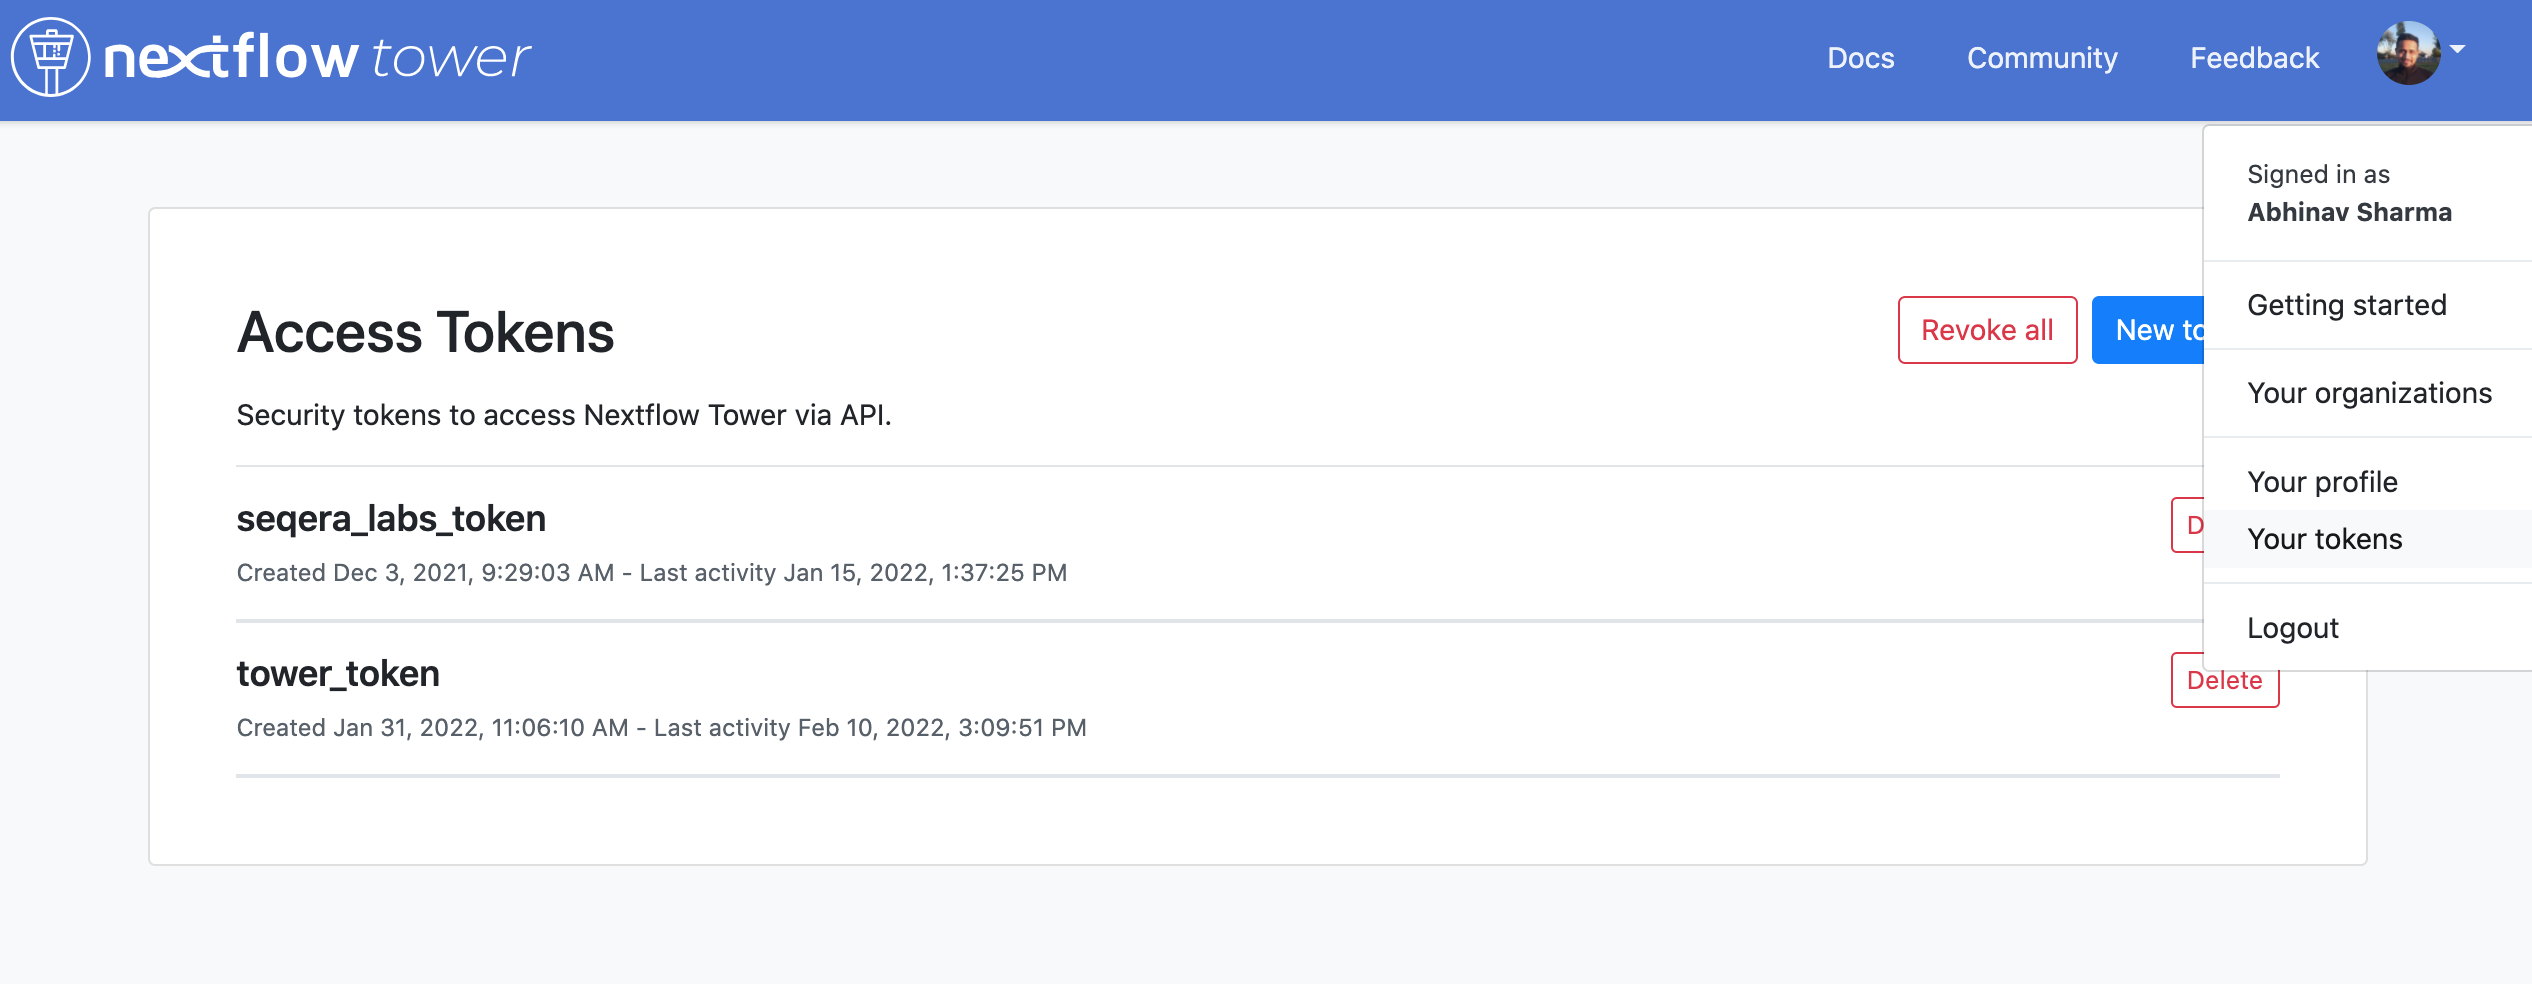 nextflow tower
Docs
Community
Feedback
Signed in as
Abhinav Sharma
Getting started
Your organizations
Your profile
Your tokens
Logout
Access Tokens
Revoke all
New to
Security tokens to access Nextflow Tower via API.
seqera_labs_token
D
Created Dec 3, 2021, 9:29:03 AM - Last activity Jan 15, 2022, 1:37:25 PM
tower_token
Delete
Created Jan 31, 2022, 11:06:10 AM - Last activity Feb 10, 2022, 3:09:51 PM